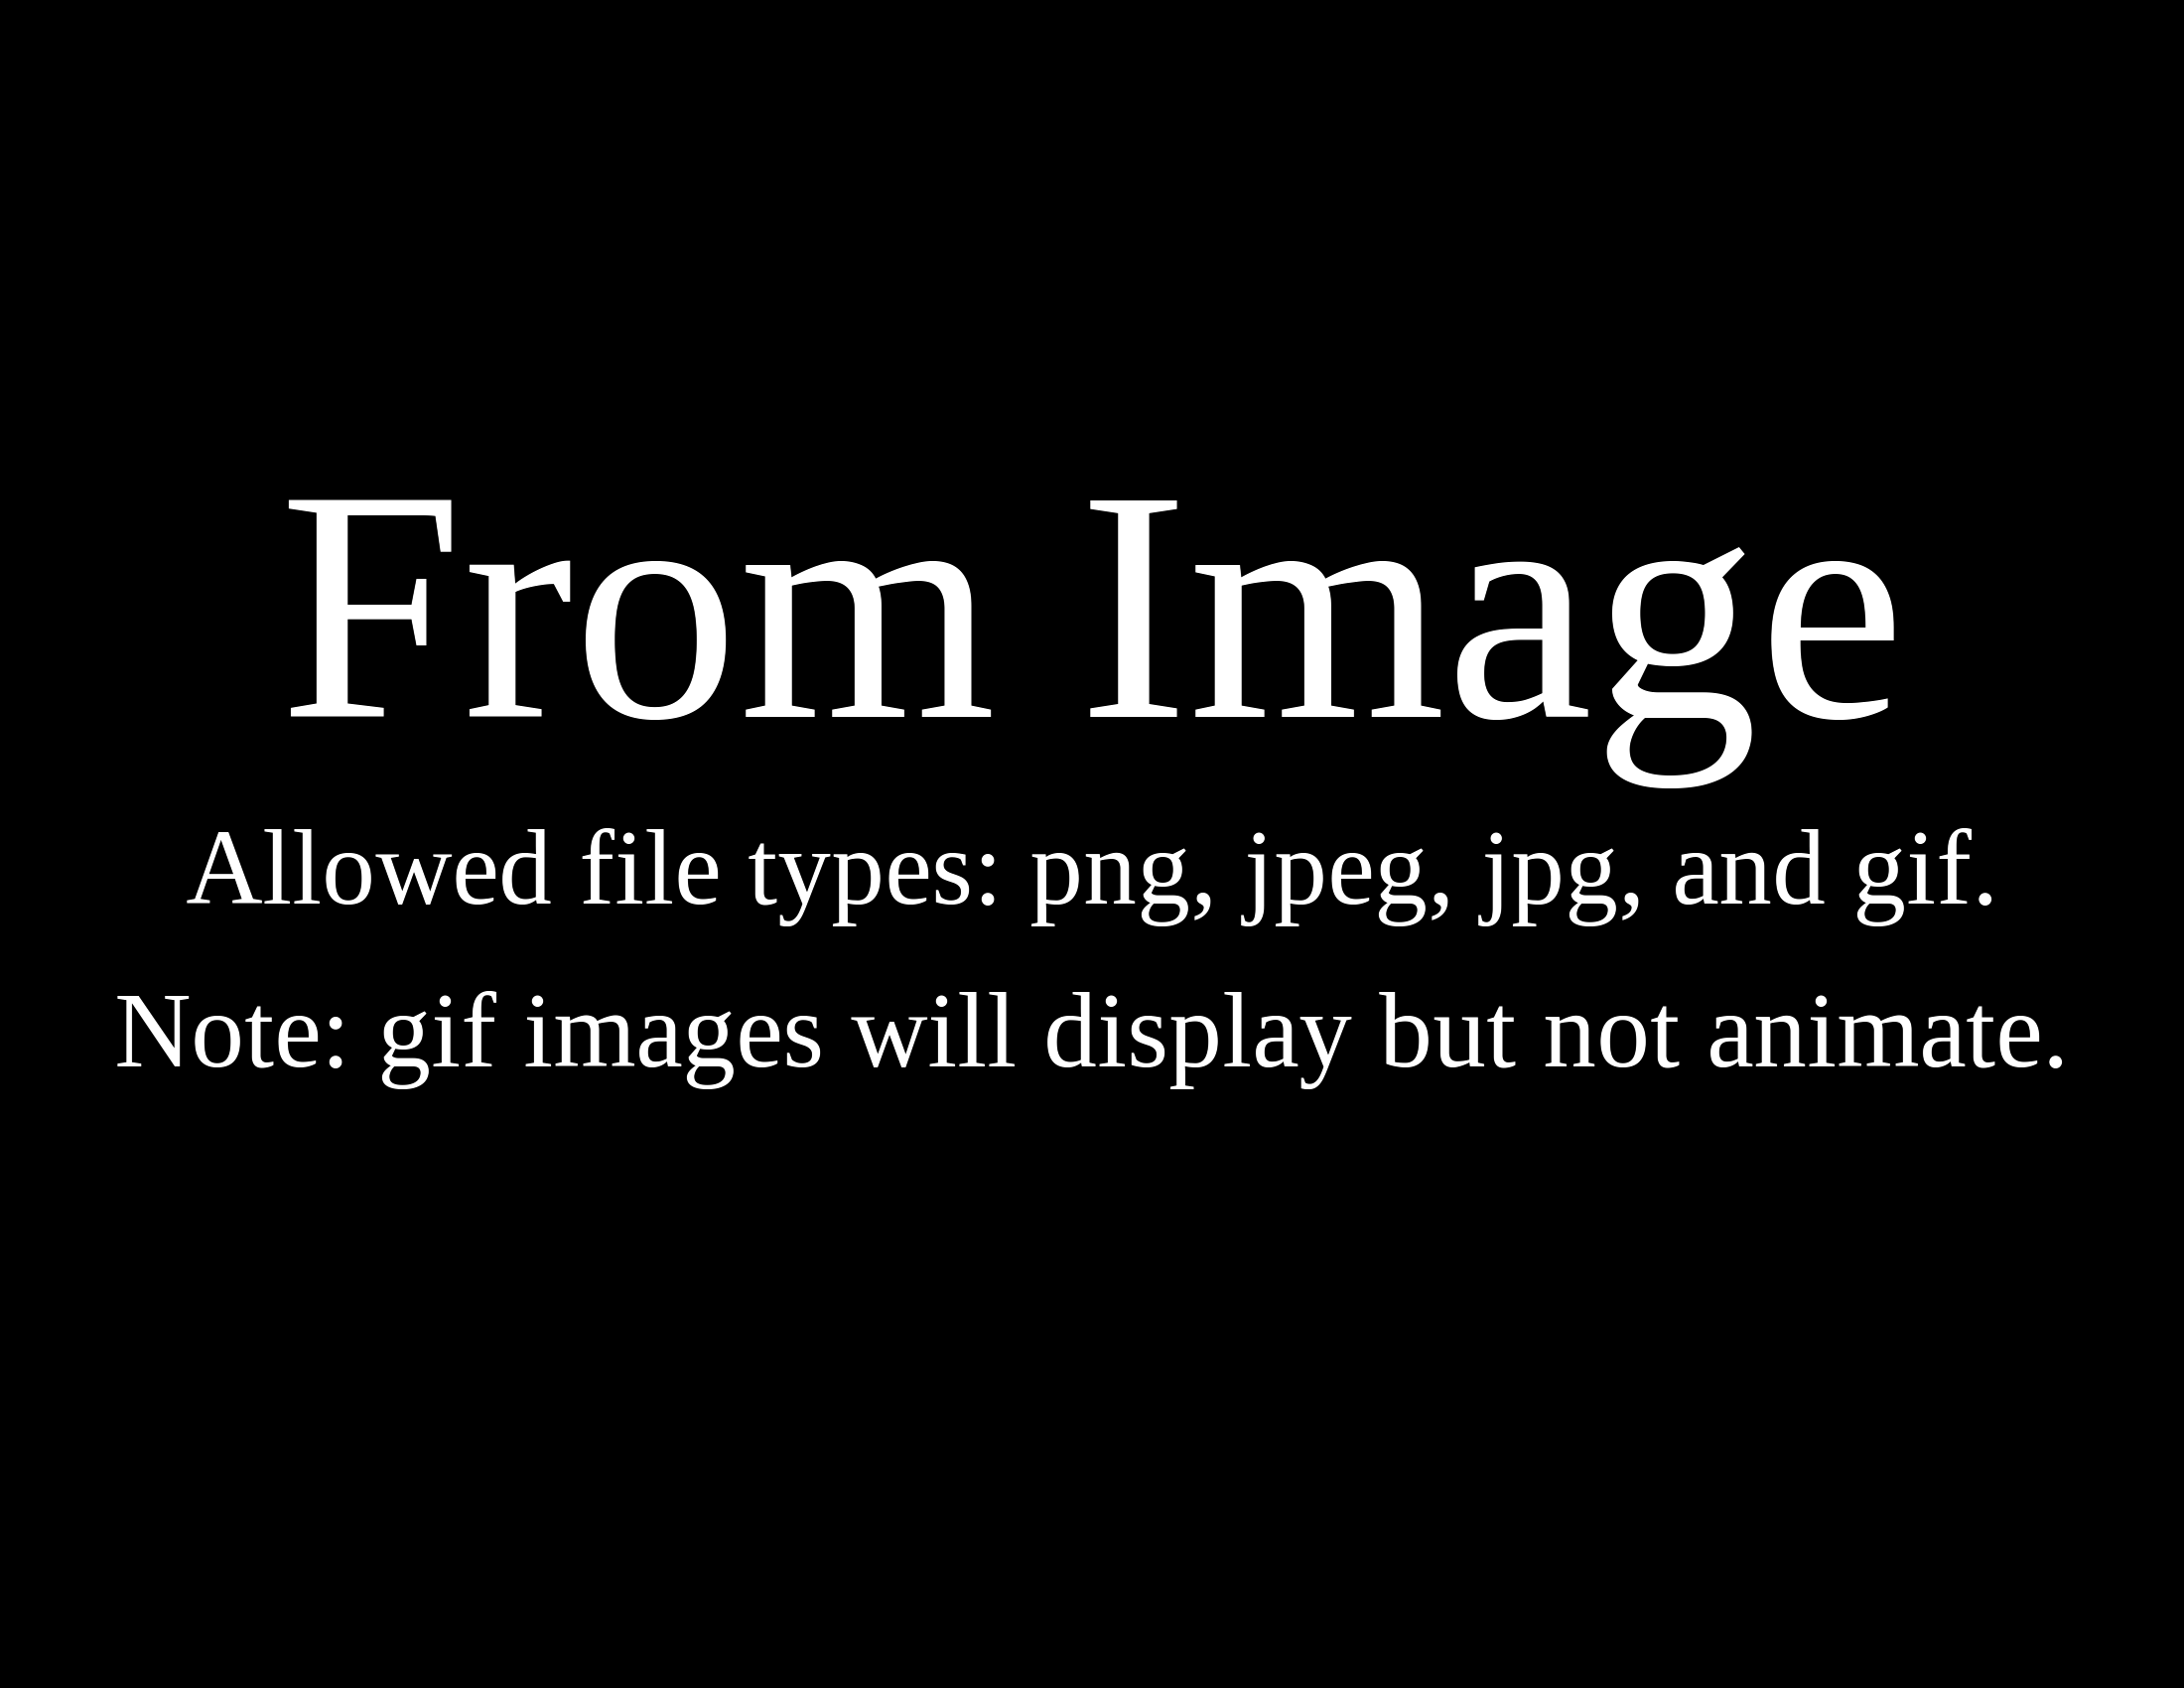 From Image
Allowed file types: png, jpeg, jpg, and gif.
Note: gif images will display but not animate.